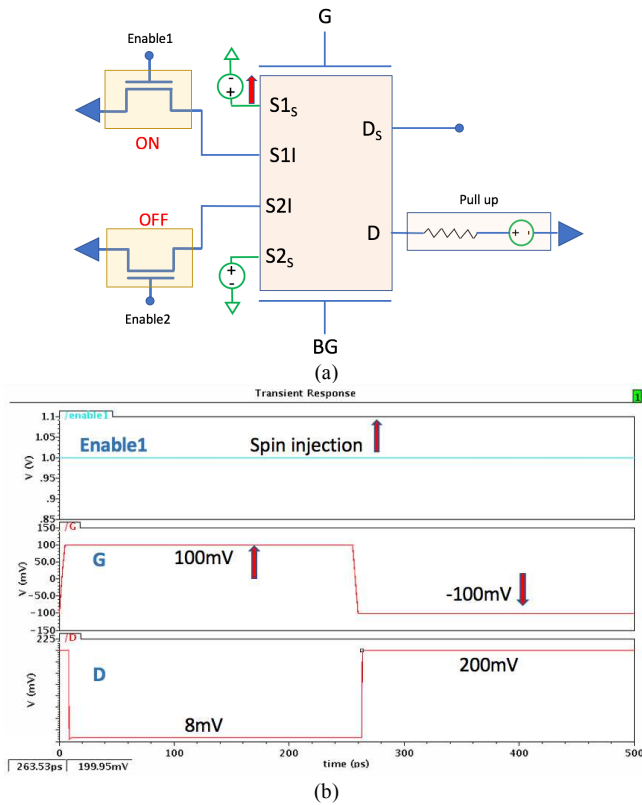 G
Enable1
ON
S1S
DS
S1I
Pull up
OFF
S2I
D
S2S
Enable2
BG
(a)
Transient Response
1
/enable1
1.1
1.05
1.0
.95
.9
.85
V (V)
Enable1
Spin injection
/G
150
100
50.0
0
-50
-100
-150
V (mV)
G
100mV
-100mV
/D
225
V (mV)
D
200mV
8mV
0
100
200
300
400
500
time (ps)
263.53ps
199.95mV
(b)